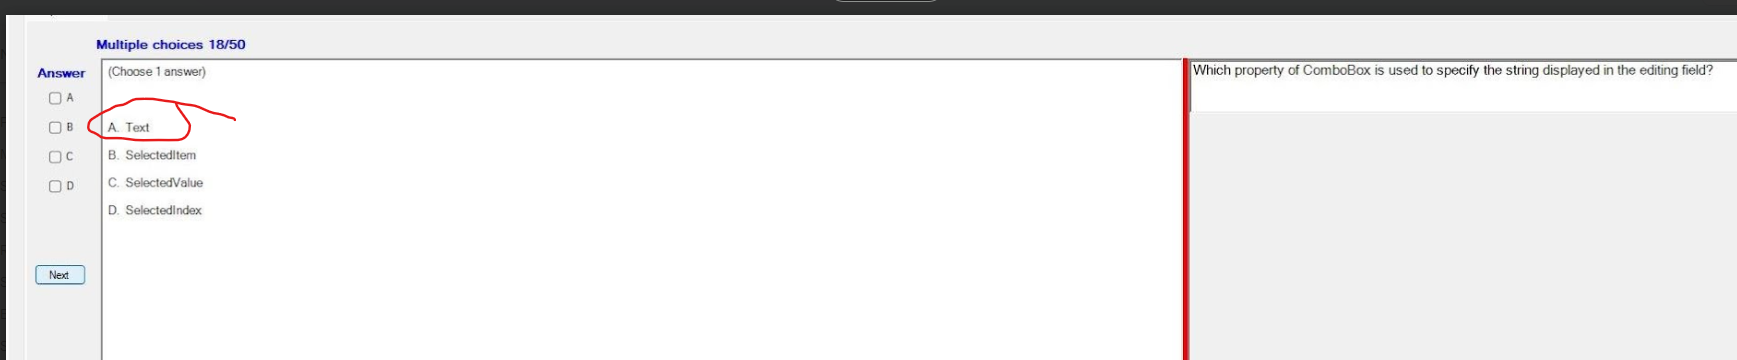 Multiple choices 18/50
Answer
(Choose 1 answer)
Which property of ComboBox is used to specify the string displayed in the editing field?
A
B
C
D
A. Text
B. SelectedItem
C. SelectedValue
D. SelectedIndex
Next